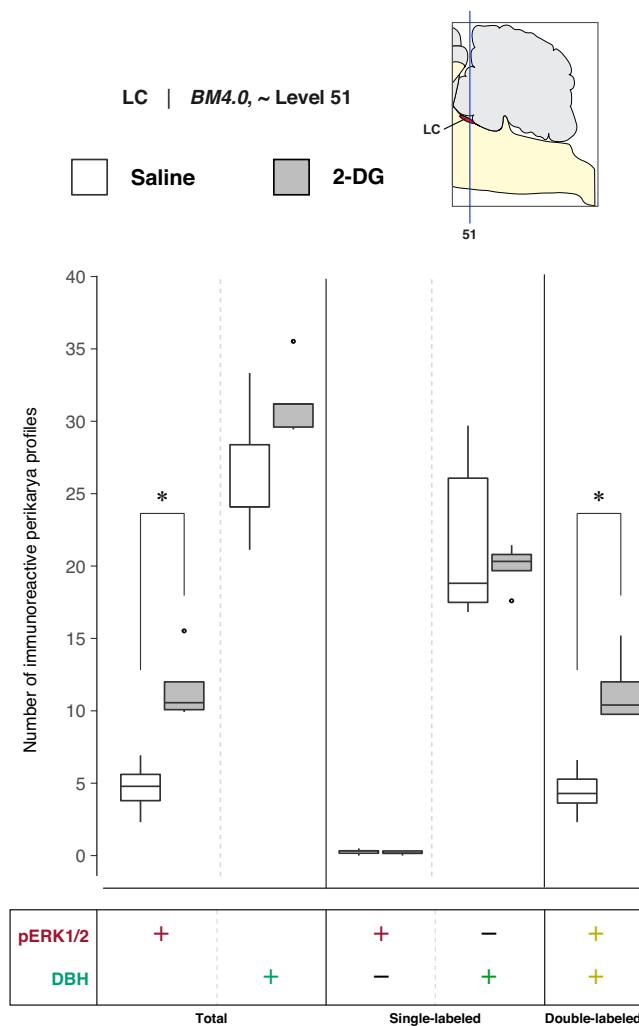 LC | BM4.0, ~ Level 51
Saline
2-DG
LC
51
Number of immunoreactive perikarya profiles
40
35
30
25
20
15
10
5
0
*
*
pERK1/2 + + − +
DBH + − + +
Total Single-labeled Double-labeled